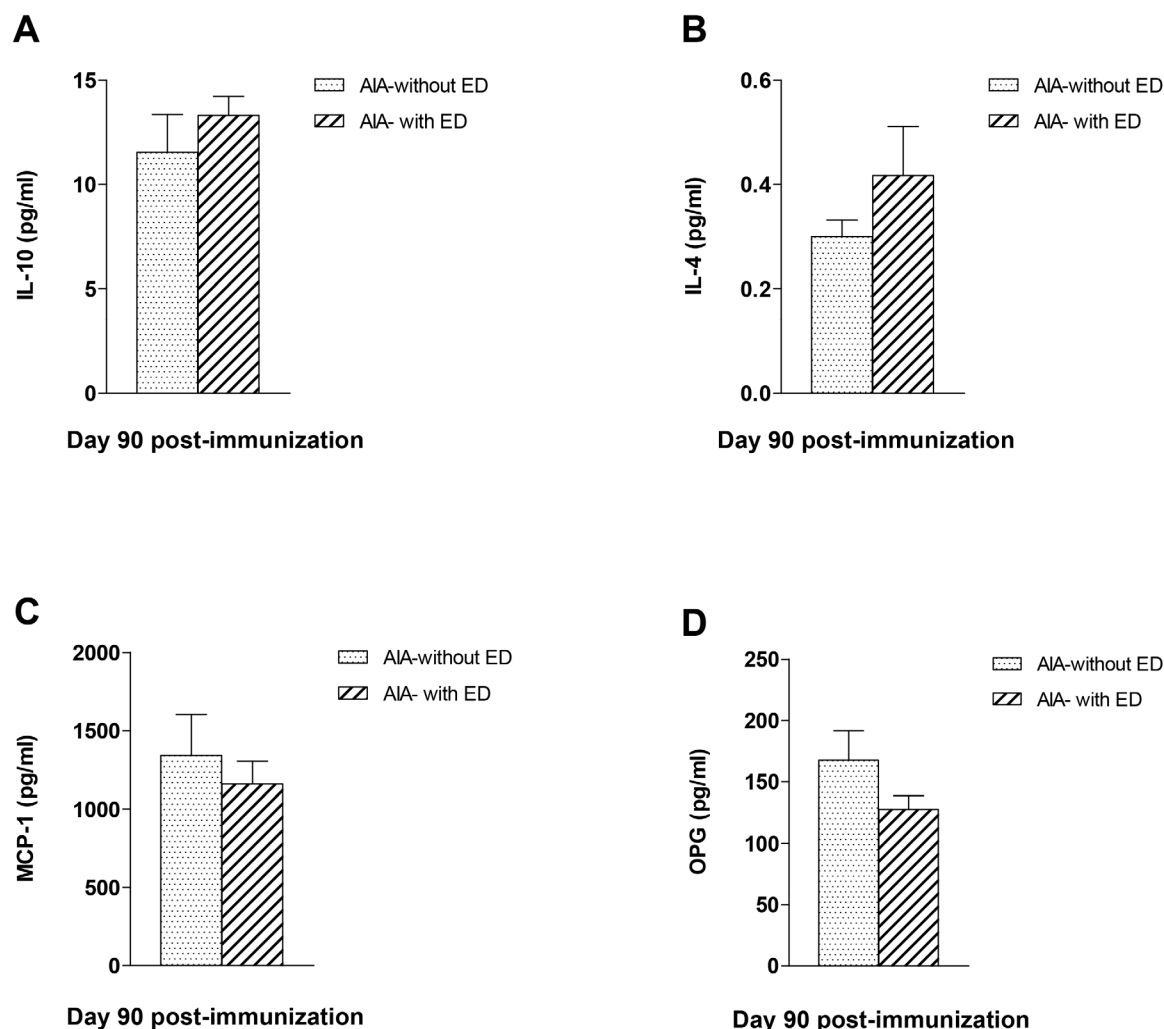 A
IL-10 (pg/ml)
15
10
5
0
AIA-without ED
AIA- with ED
Day 90 post-immunization
B
IL-4 (pg/ml)
0.6
0.4
0.2
0.0
AIA-without ED
AIA- with ED
Day 90 post-immunization
C
MCP-1 (pg/ml)
2000
1500
1000
500
0
AIA-without ED
AIA- with ED
Day 90 post-immunization
D
OPG (pg/ml)
250
200
150
100
50
0
AIA-without ED
AIA- with ED
Day 90 post-immunization